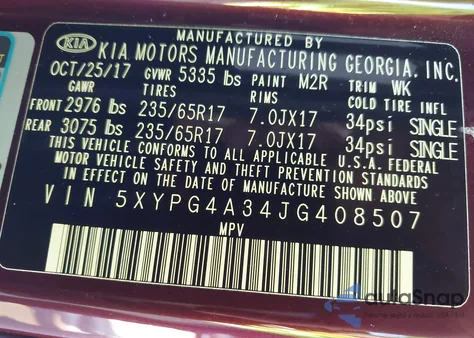 MANUFACTURED BY
KIA KIA MOTORS MANUFACTURING GEORGIA, INC.
OCT/25/17 GVWR 5335 lbs PAINT M2R TRIM WK
GAWR TIRES RIMS COLD TIRE INFL
FRONT 2976 lbs 235/65R17 7.0JX17 34psi SINGLE
REAR 3075 lbs 235/65R17 7.0JX17 34psi SINGLE
THIS VEHICLE CONFORMS TO ALL APPLICABLE U.S.A. FEDERAL
MOTOR VEHICLE SAFETY AND THEFT PREVENTION STANDARDS
IN EFFECT ON THE DATE OF MANUFACTURE SHOWN ABOVE
VIN 5XYPG4A34JG408507
MPV
autaSnap